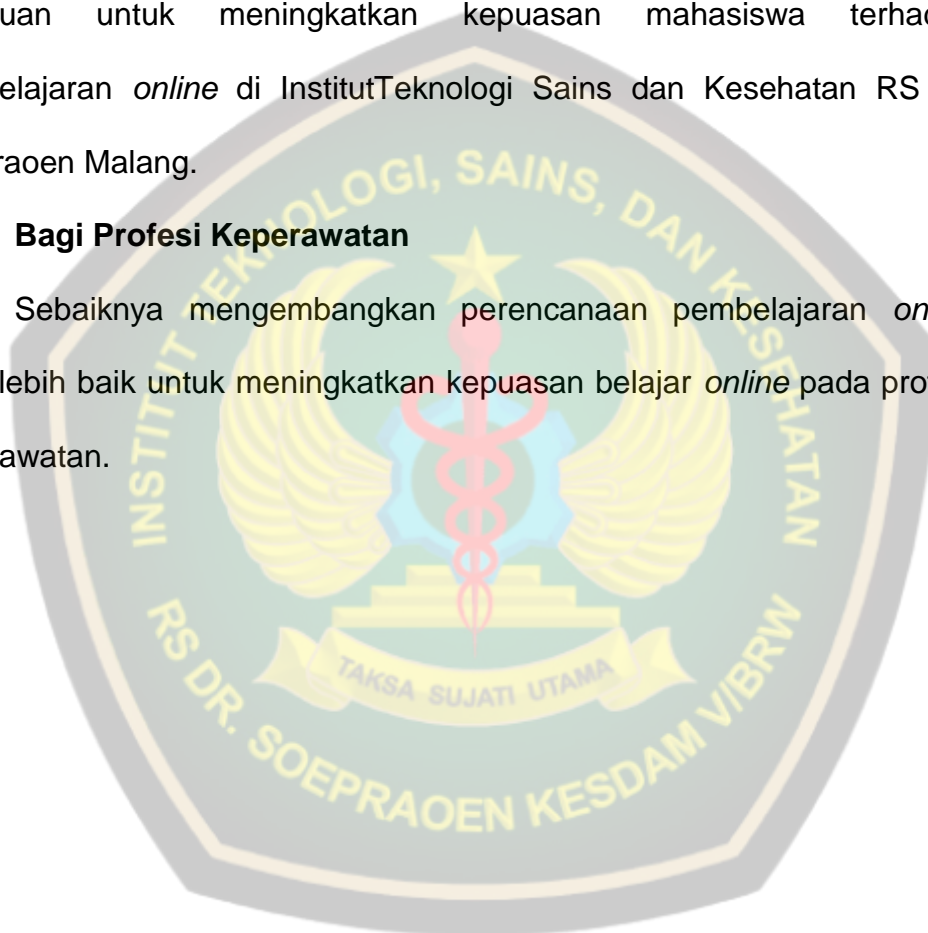 uan untuk meningkatkan kepuasan mahasiswa terha
elajaran online di InstitutTeknologi Sains dan Kesehatan RS
raoen Malang.
Bagi Profesi Keperawatan
Sebaiknya mengembangkan perencanaan pembelajaran on
lebih baik untuk meningkatkan kepuasan belajar online pada pro
awatan.
INSTITUT TEKNOLOGI, SAINS, DAN KESEHATAN
TAKSA SUJATI UTAMA
RS DR. SOEPRAOEN KESDAM V/BRW